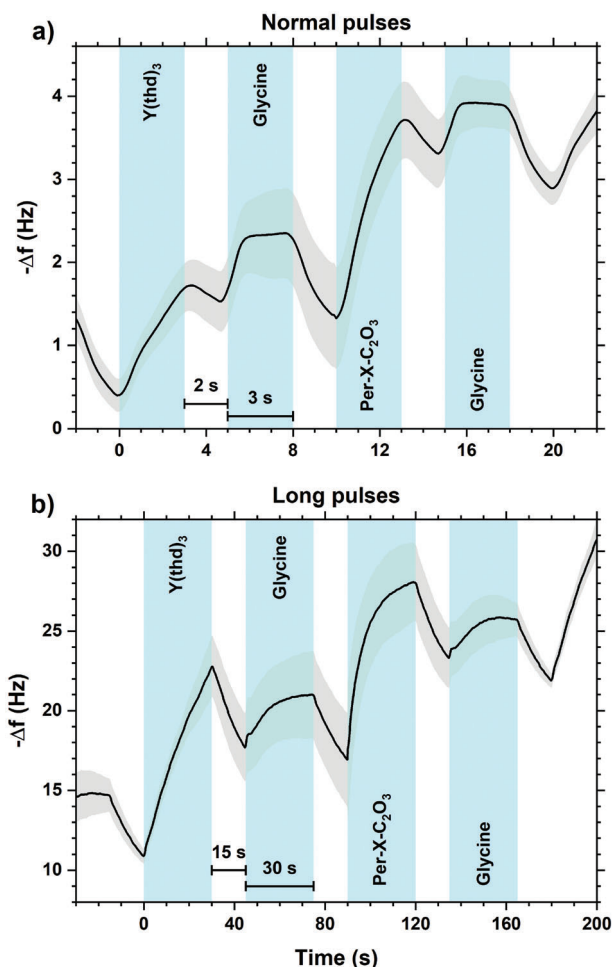 Normal pulses
a)
Y(thd)₃
Glycine
Per-X-C₂O₃
Glycine
2 s
3 s
-Δf (Hz)
4
3
2
1
0
0
4
8
12
16
20
Long pulses
b)
Y(thd)₃
Glycine
Per-X-C₂O₃
Glycine
15 s
30 s
-Δf (Hz)
30
25
20
15
10
0
40
80
120
160
200
Time (s)